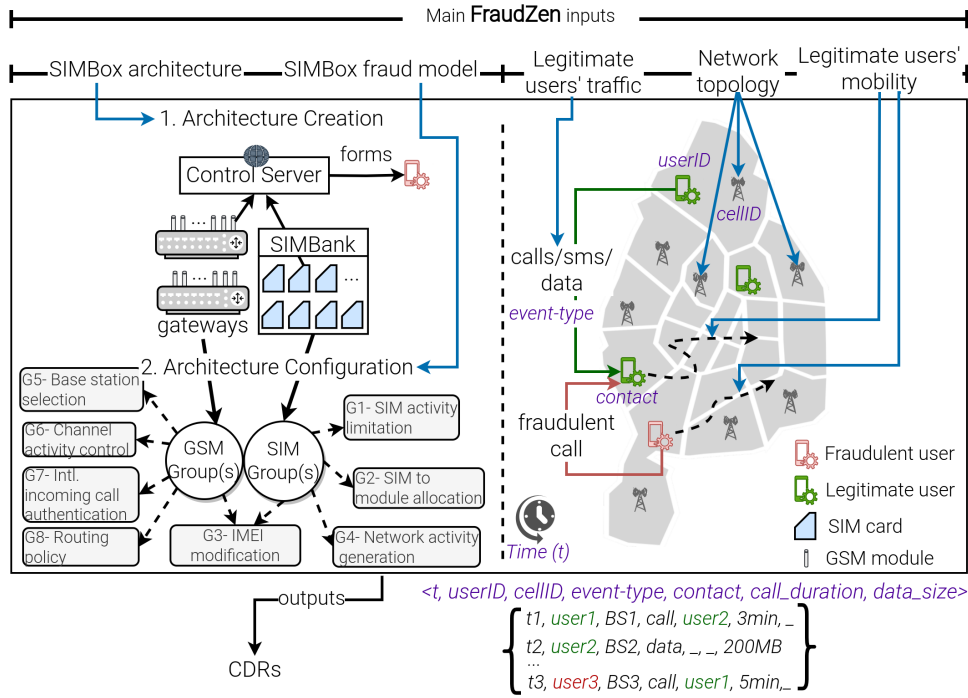 Main FraudZen inputs
SIMBox architecture
SIMBox fraud model
Legitimate
users' traffic
Network
topology
Legitimate users'
mobility
1. Architecture Creation
forms
Control Server
SIMBank
...
...
gateways
2. Architecture Configuration
G5- Base station
selection
G6- Channel
activity control
G7- Intl.
incoming call
authentication
G8- Routing
policy
GSM
Group(s)
SIM
Group(s)
G1- SIM activity
limitation
G2- SIM to
module allocation
G3- IMEI
modification
G4- Network activity
generation
userID
cellID
calls/sms/
data
event-type
contact
fraudulent
call
Time (t)
Fraudulent user
Legitimate user
SIM card
GSM module
outputs
CDRs
<t, userID, cellID, event-type, contact, call_duration, data_size>
t1, user1, BS1, call, user2, 3min, _
t2, user2, BS2, data, _, _, 200MB
...
t3, user3, BS3, call, user1, 5min,_